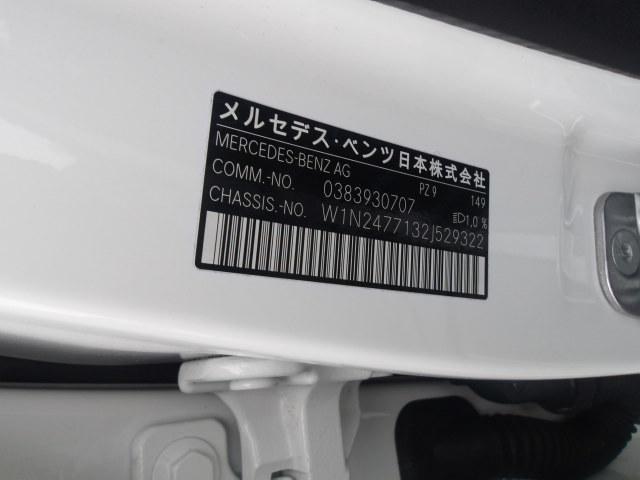 メルセデス・ベンツ日本株式会社
MERCEDES-BENZ AG PZ 9 149
COMM.-NO. 0383930707 1,0 %
CHASSIS.-NO. W1N2477132J529322